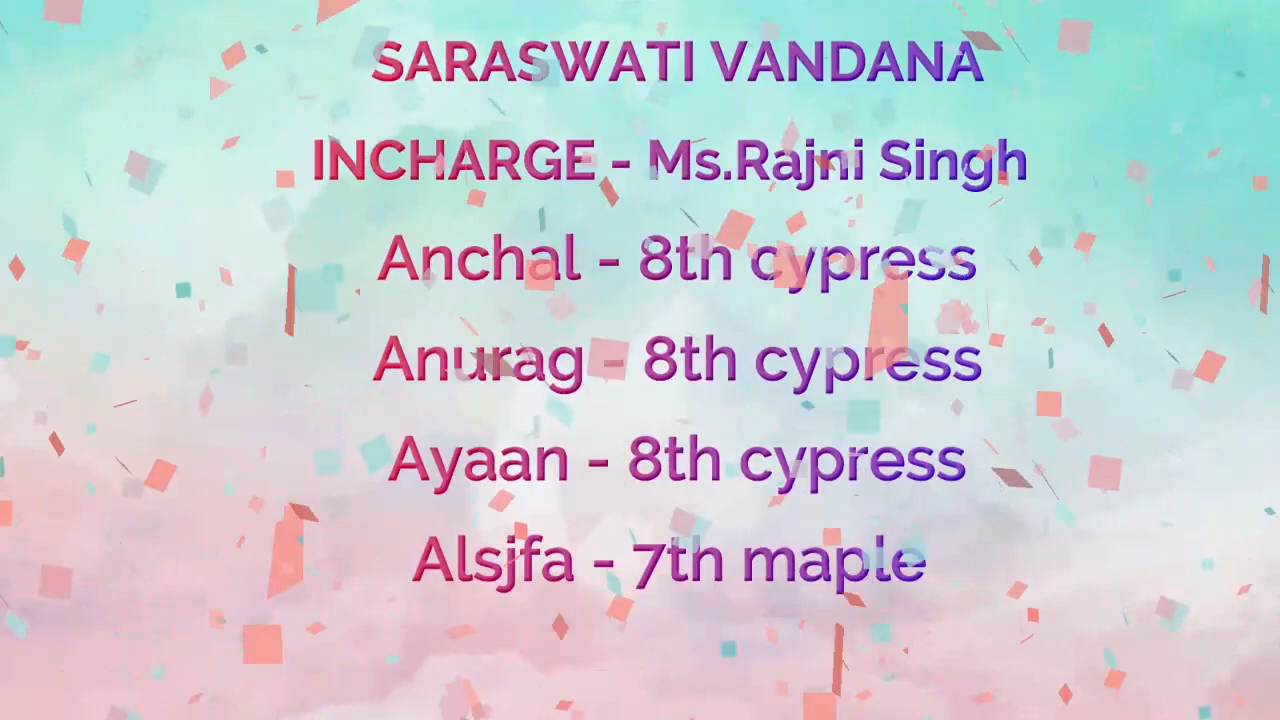 SARASWATI VANDANA
INCHARGE - Ms.Rajni Singh
Anchal - 8th cypress
Anurag - 8th cypress
Ayaan - 8th cypress
Alsjfa - 7th maple